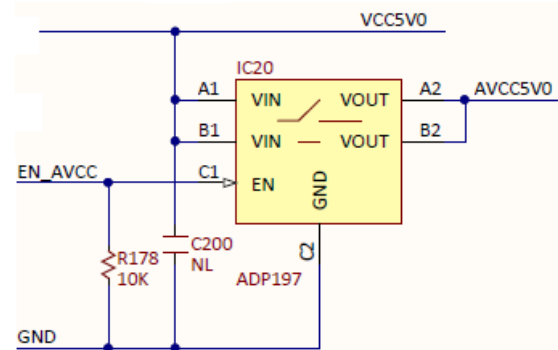 VCC5V0
IC20
A1 VIN VOUT A2 AVCC5V0
B1 VIN VOUT B2
EN_AVCC C1 EN
GND
C2
R178
10K
C200
NL
ADP197
GND